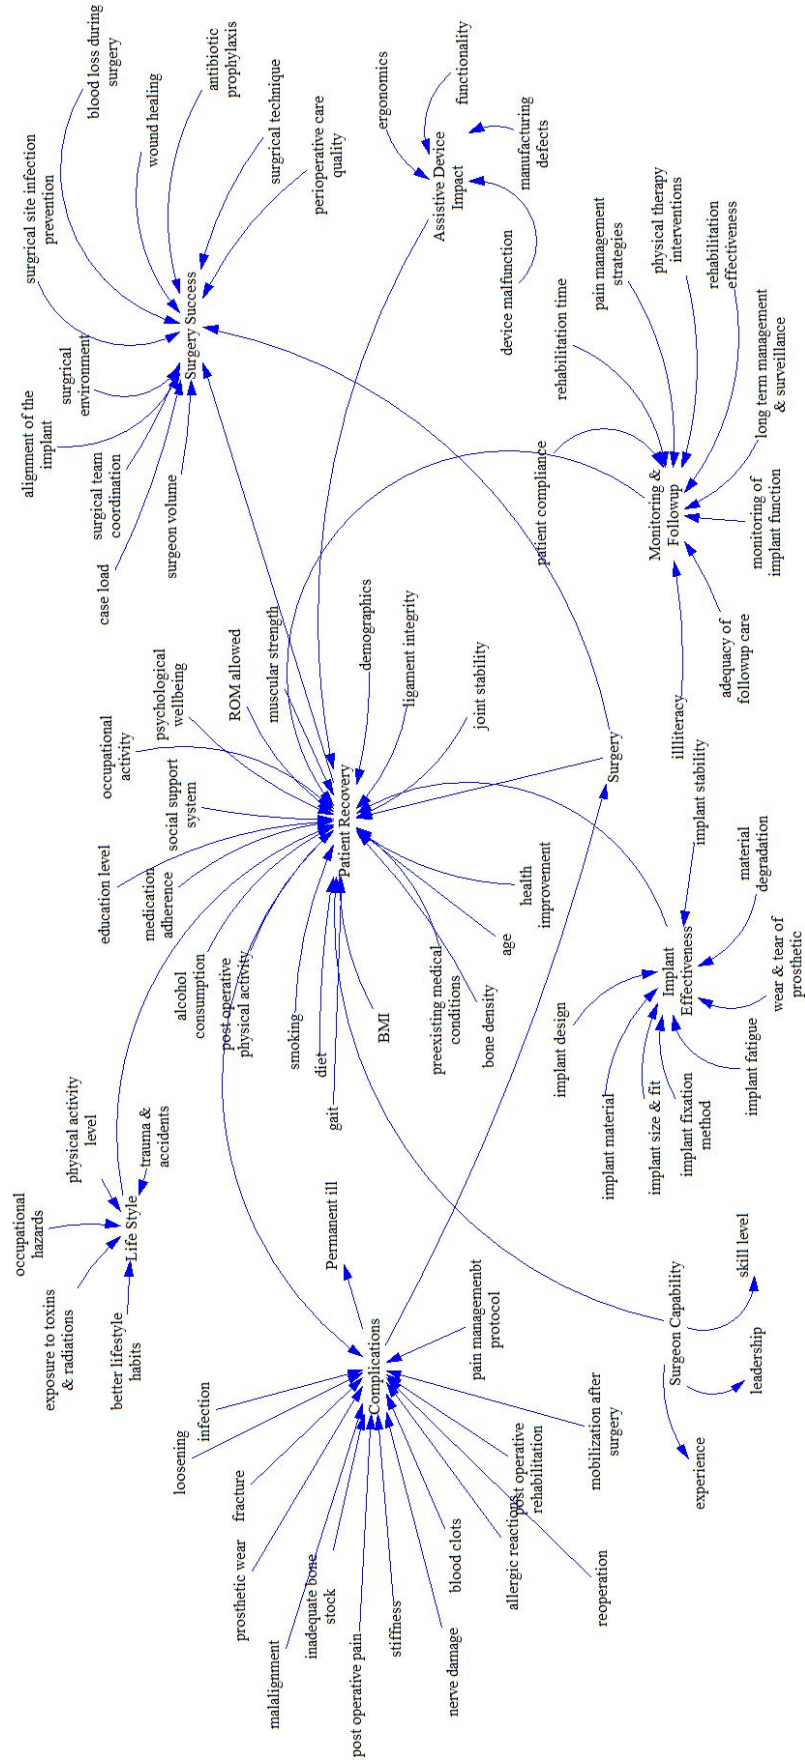 occupational
hazards
exposure to toxins
& radiations
better lifestyle
habits
physical activity
level
trauma &
accidents
Life Style
loosening
infection
fracture
prosthetic wear
malalignment
inadequate bone
stock
post operative pain
stiffness
nerve damage
blood clots
allergic reactions
post operative
rehabilitation
reoperation
mobilization after
surgery
pain managemenbt
protocol
Complications
Permanent ill
education level
occupational
activity
medication
adherence
social support
system
psychological
wellbeing
ROM allowed
muscular strength
alcohol
consumption
post operative
physical activity
smoking
diet
gait
BMI
preexisting medical
conditions
bone density
age
health
improvement
demographics
ligament integrity
joint stability
Patient Recovery
alignment of the
implant
surgrical
environment
surgrical site infection
prevention
blood loss during
surgery
wound healing
antibiotic
prophylaxis
surgrical technique
perioperative care
quality
case load
surgrical team
coordination
surgeon volume
Surgery Success
ergonomics
functionality
manufacturing
defects
device malfunction
Assistive Device
Impact
Surgery
patient compliance
rehabilitation time
pain management
strategies
physical therapy
interventions
rehabilitation
effectiveness
long term management
& surveillance
monitoring of
implant function
adequacy of
followup care
illliteracy
Monitoring &
Followup
implant design
implant material
implant size & fit
implant fixation
method
implant fatigue
wear & tear of
prosthetic
material
degradation
implant stability
Implant
Effectiveness
Surgeon Capability
experience
leadership
skill level